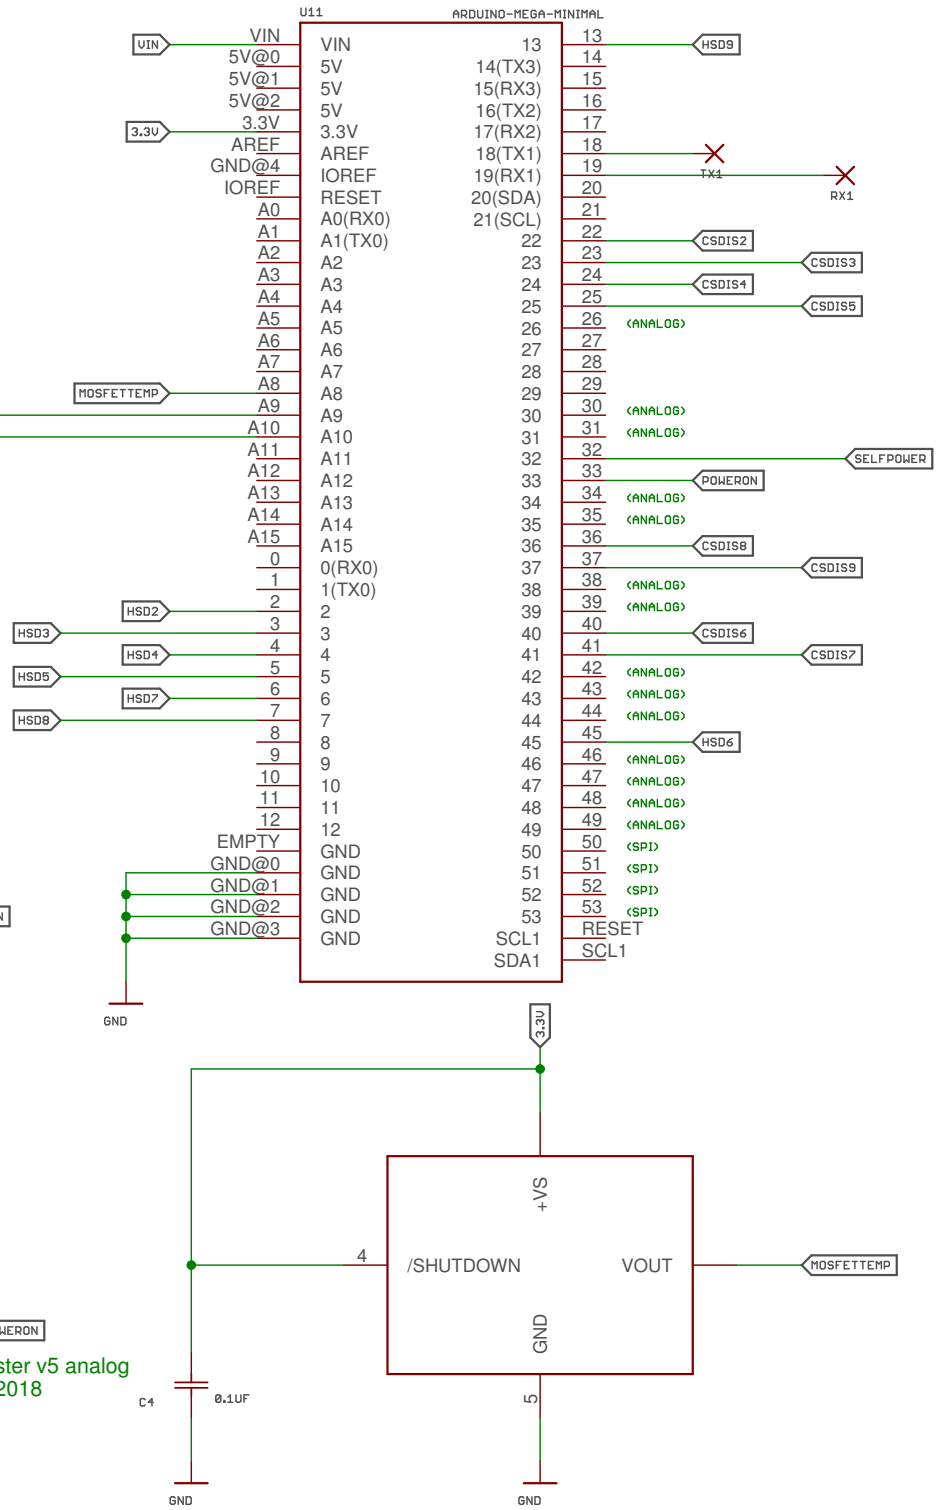 U11
ARDUINO-MEGA-MINIMAL
VIN VIN VIN 13 13 HSD9
5V@0 5V 14(TX3) 14
5V@1 5V 15(RX3) 15
5V@2 5V 16(TX2) 16
3.3V 3.3V 3.3V 17(RX2) 17
AREF AREF 18(TX1) 18 TX1
GND@4 IOREF 19(RX1) 19 RX1
IOREF RESET 20(SDA) 20
A0 A0(RX0) 21(SCL) 21
A1 A1(TX0) 22 22 CSDIS2
A2 A2 23 23 CSDIS3
A3 A3 24 24 CSDIS4
A4 A4 25 25 CSDIS5
A5 A5 26 26 (ANALOG)
A6 A6 27 27
A7 A7 28 28
MOSFETTEMP A8 A8 29 29
A9 A9 30 30 (ANALOG)
A10 A10 31 31 (ANALOG)
A11 A11 32 32 SELFPOWER
A12 A12 33 33 POWERON
A13 A13 34 34 (ANALOG)
A14 A14 35 35 (ANALOG)
A15 A15 36 36 CSDIS8
0 0(RX0) 37 37 CSDIS9
1 1(TX0) 38 38 (ANALOG)
HSD2 2 2 39 39 (ANALOG)
HSD3 3 3 40 40 CSDIS6
HSD4 4 4 41 41 CSDIS7
HSD5 5 5 42 42 (ANALOG)
HSD7 6 6 43 43 (ANALOG)
HSD8 7 7 44 44 (ANALOG)
8 8 45 45 HSD6
9 9 46 46 (ANALOG)
10 10 47 47 (ANALOG)
11 11 48 48 (ANALOG)
12 12 49 49 (ANALOG)
EMPTY GND 50 50 (SPI)
GND@0 GND 51 51 (SPI)
GND@1 GND 52 52 (SPI)
GND@2 GND 53 53 (SPI)
GND@3 GND SCL1 RESET
SDA1 SCL1
GND
3.3V
+VS
4 /SHUTDOWN VOUT MOSFETTEMP
GND
5
WERON
ster v5 analog
2018
C4 0.1UF
GND GND